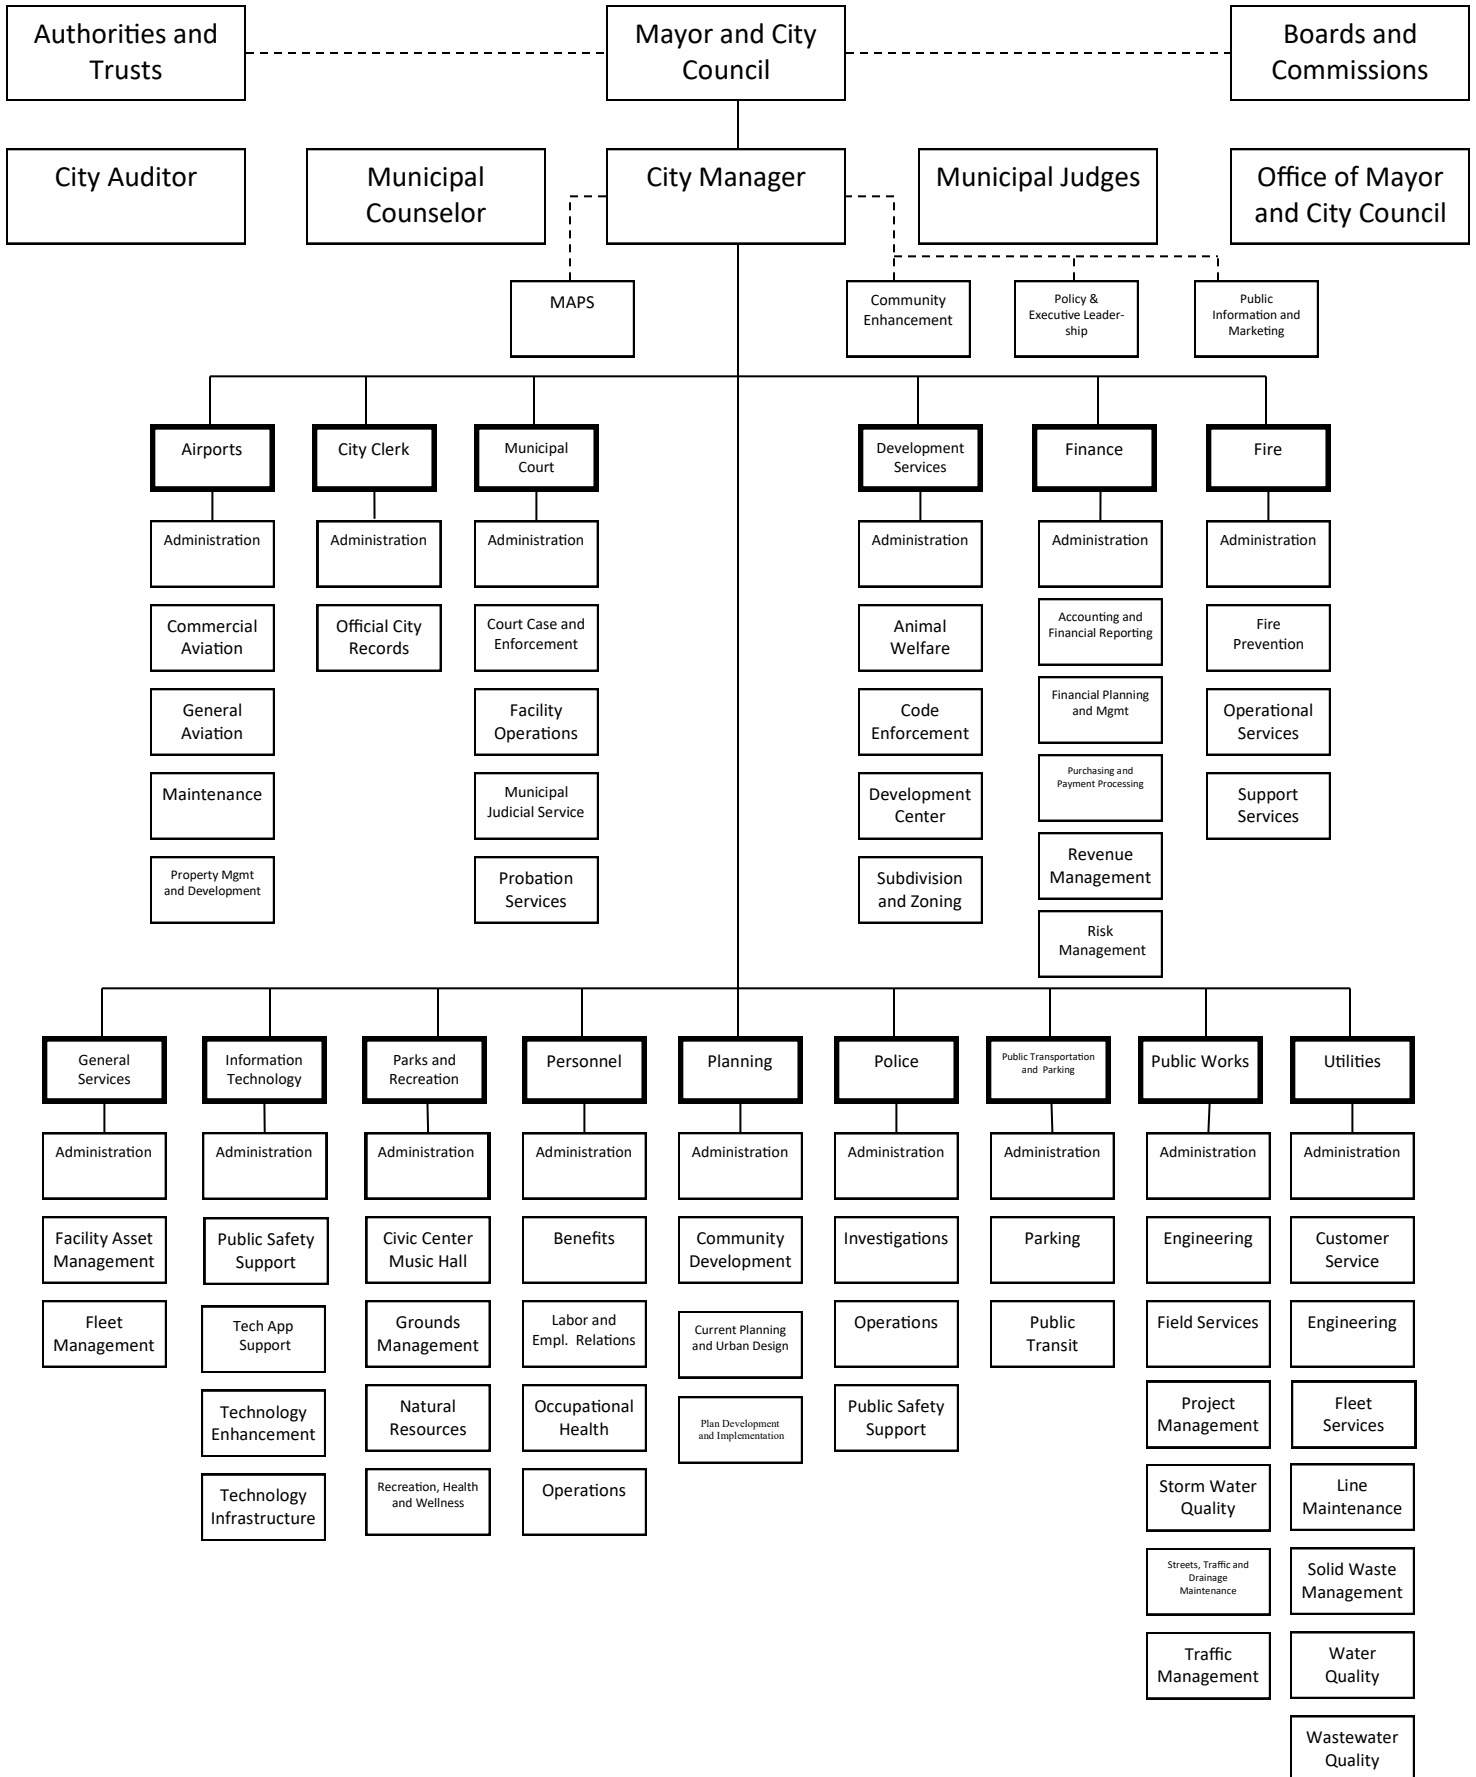 Authorities and
Trusts
Mayor and City
Council
Boards and
Commissions
City Auditor
Municipal
Counselor
City Manager
Municipal Judges
Office of Mayor
and City Council
MAPS
Community
Enhancement
Policy &
Executive Leader-
ship
Public
Information and
Marketing
Airports
City Clerk
Municipal
Court
Development
Services
Finance
Fire
Administration
Commercial
Aviation
General
Aviation
Maintenance
Property Mgmt
and Development
Administration
Official City
Records
Administration
Court Case and
Enforcement
Facility
Operations
Municipal
Judicial Service
Probation
Services
Administration
Animal
Welfare
Code
Enforcement
Development
Center
Subdivision
and Zoning
Administration
Accounting and
Financial Reporting
Financial Planning
and Mgmt
Purchasing and
Payment Processing
Revenue
Management
Risk
Management
Administration
Fire
Prevention
Operational
Services
Support
Services
General
Services
Information
Technology
Parks and
Recreation
Personnel
Planning
Police
Public Transportation
and Parking
Public Works
Utilities
Administration
Facility Asset
Management
Fleet
Management
Administration
Public Safety
Support
Tech App
Support
Technology
Enhancement
Technology
Infrastructure
Administration
Civic Center
Music Hall
Grounds
Management
Natural
Resources
Recreation, Health
and Wellness
Administration
Benefits
Labor and
Empl. Relations
Occupational
Health
Operations
Administration
Community
Development
Current Planning
and Urban Design
Plan Development
and Implementation
Administration
Investigations
Operations
Public Safety
Support
Administration
Parking
Public
Transit
Administration
Engineering
Field Services
Project
Management
Storm Water
Quality
Streets, Traffic and
Drainage
Maintenance
Traffic
Management
Administration
Customer
Service
Engineering
Fleet
Services
Line
Maintenance
Solid Waste
Management
Water
Quality
Wastewater
Quality